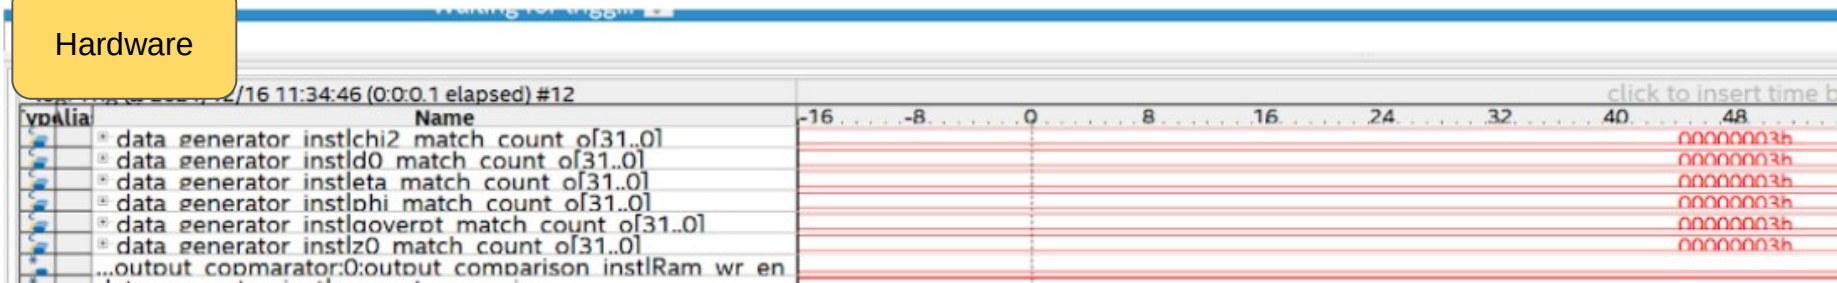 Waiting for trigg...
Hardware
/16 11:34:46 (0:0:0.1 elapsed) #12
click to insert time b
Name
-16 -8 0 8 16 24 32 40 48
data_generator_inst|chi2_match_count_o[31..0] 00000003h
data_generator_inst|d0_match_count_o[31..0] 00000003h
data_generator_inst|eta_match_count_o[31..0] 00000003h
data_generator_inst|phi_match_count_o[31..0] 00000003h
data_generator_inst|qoverpt_match_count_o[31..0] 00000003h
data_generator_inst|z0_match_count_o[31..0] 00000003h
...output_copmarator:0:output_comparison_inst|Ram_wr_en